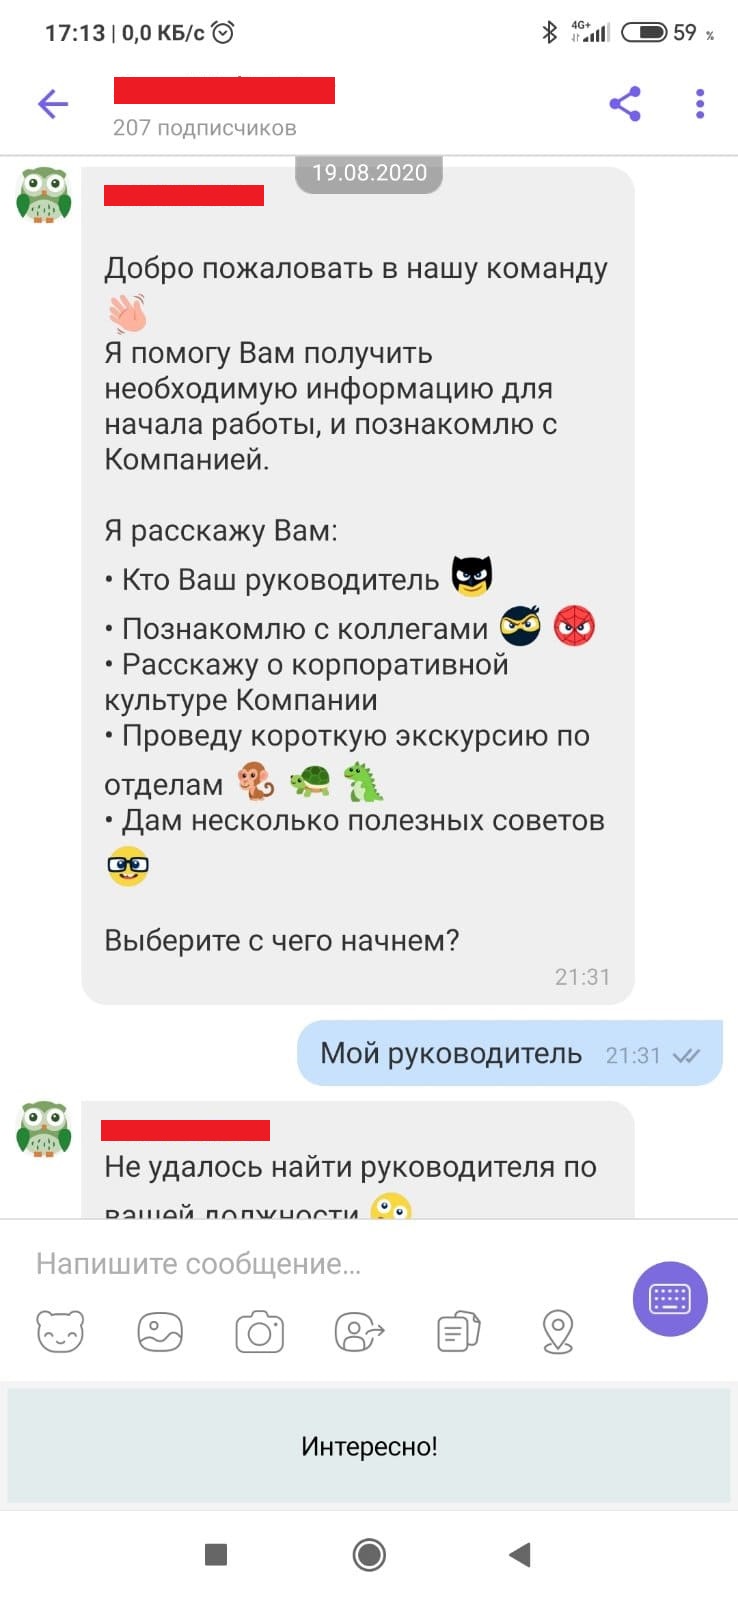 17:13 | 0,0 КБ/с
4G+
59 %
207 подписчиков
19.08.2020
Добро пожаловать в нашу команду
Я помогу Вам получить
необходимую информацию для
начала работы, и познакомлю с
Компанией.
Я расскажу Вам:
• Кто Ваш руководитель
• Познакомлю с коллегами
• Расскажу о корпоративной
культуре Компании
• Проведу короткую экскурсию по
отделам
• Дам несколько полезных советов
Выберите с чего начнем?
21:31
Мой руководитель 21:31
Не удалось найти руководителя по
вашей должности
Напишите сообщение...
Интересно!